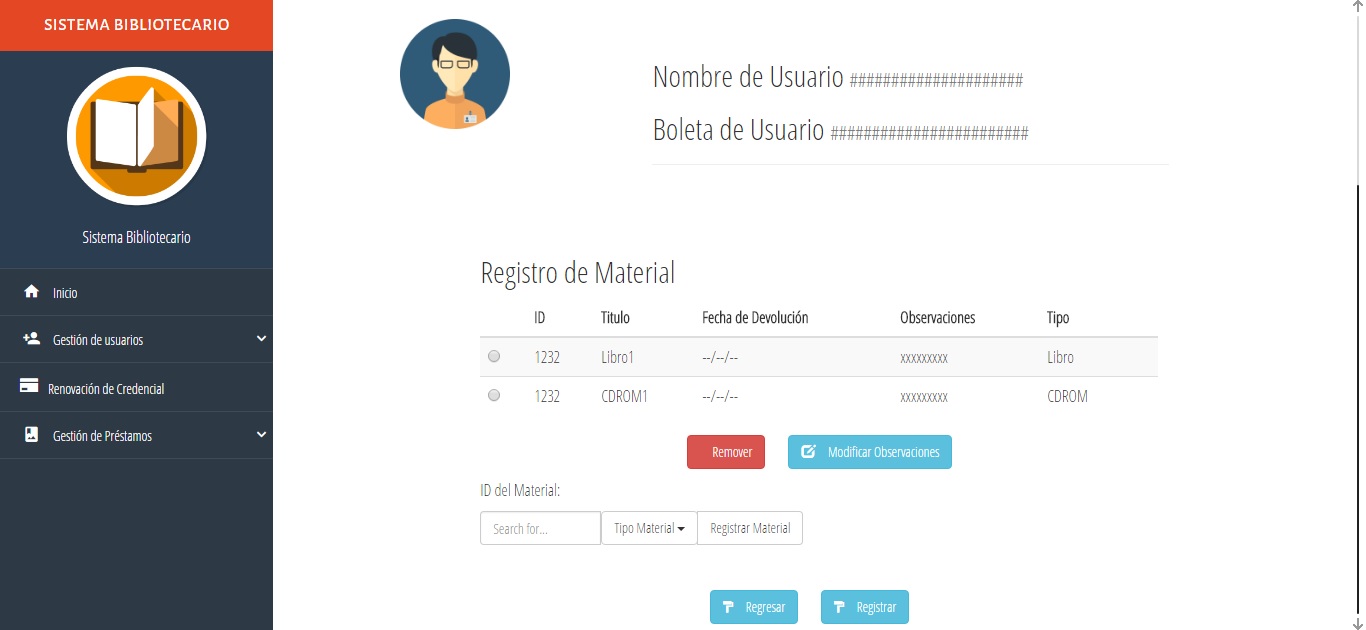 SISTEMA BIBLIOTECARIO
Sistema Bibliotecario
Inicio
Gestión de usuarios
Renovación de Credencial
Gestión de Préstamos
Nombre de Usuario #####################
Boleta de Usuario ########################
Registro de Material
ID Titulo Fecha de Devolución Observaciones Tipo
1232 Libro1 --/--/-- xxxxxxxxx Libro
1232 CDROM1 --/--/-- xxxxxxxxx CDROM
Remover Modificar Observaciones
ID del Material:
Search for... Tipo Material Registrar Material
Regresar Registrar